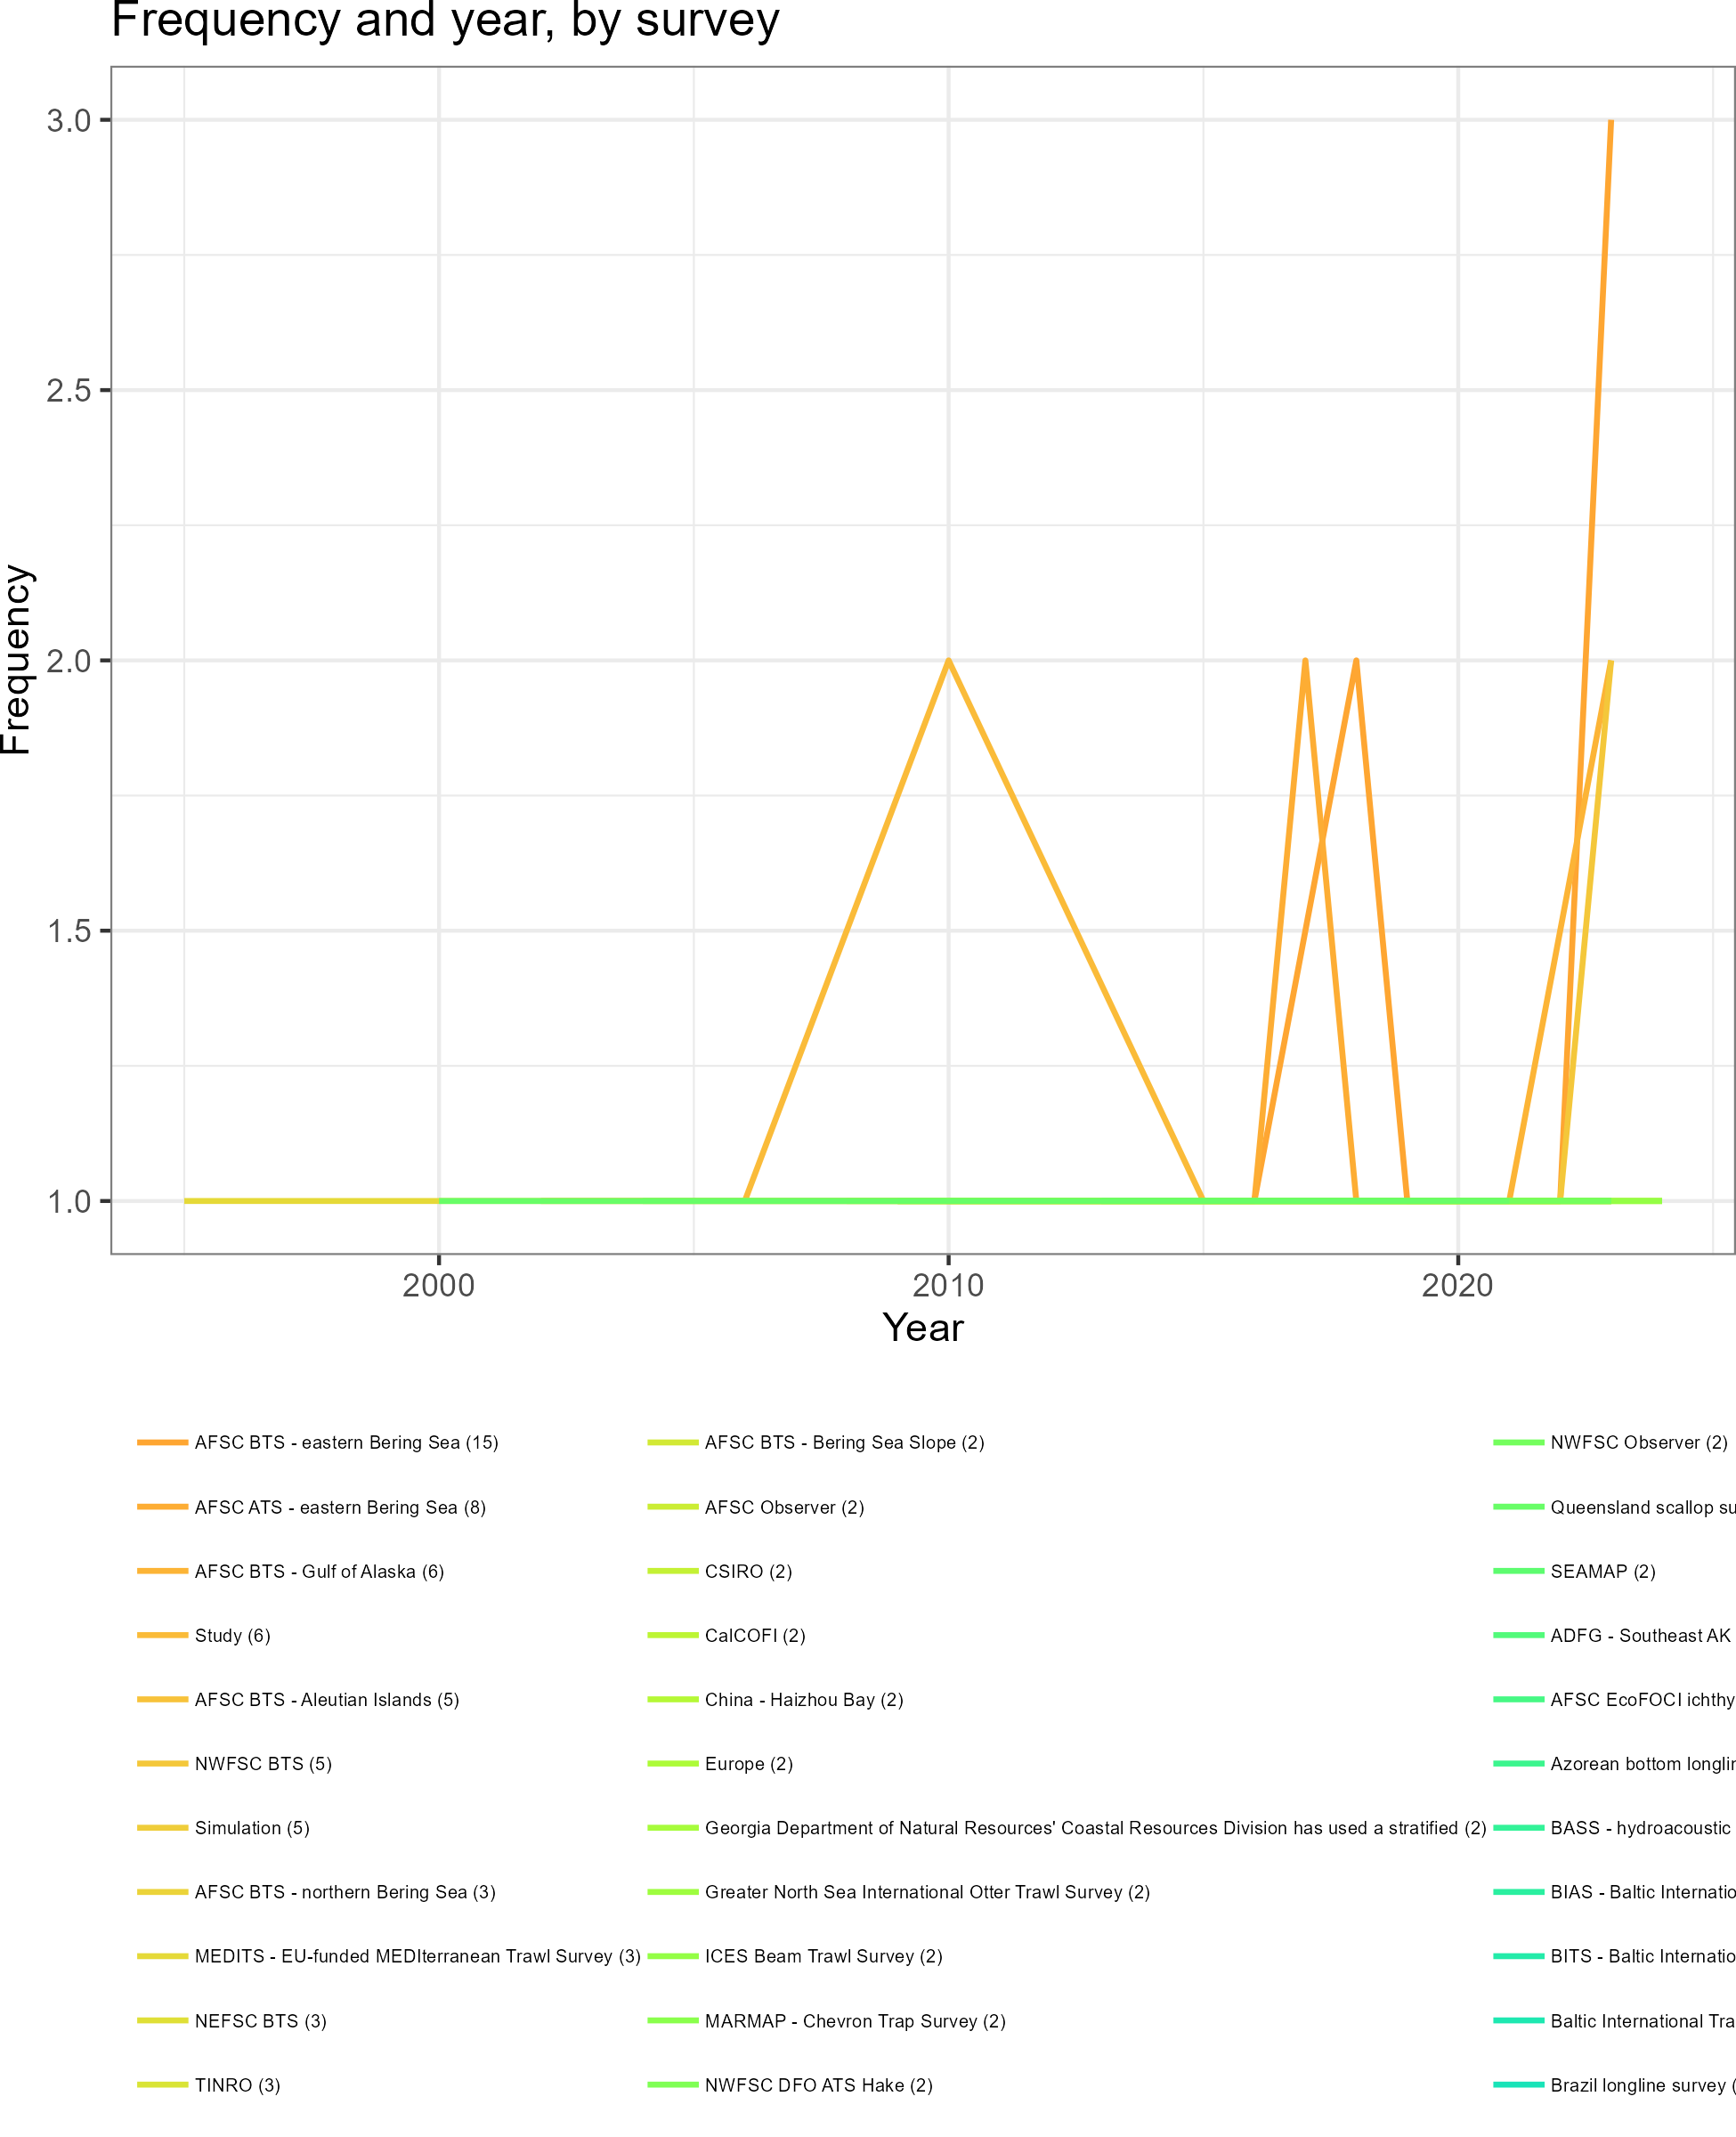 Frequency and year, by survey
3.0
2.5
2.0
1.5
1.0
Frequency
2000 2010 2020
Year
AFSC BTS - eastern Bering Sea (15)
AFSC ATS - eastern Bering Sea (8)
AFSC BTS - Gulf of Alaska (6)
Study (6)
AFSC BTS - Aleutian Islands (5)
NWFSC BTS (5)
Simulation (5)
AFSC BTS - northern Bering Sea (3)
MEDITS - EU-funded MEDIterranean Trawl Survey (3)
NEFSC BTS (3)
TINRO (3)
AFSC BTS - Bering Sea Slope (2)
AFSC Observer (2)
CSIRO (2)
CalCOFI (2)
China - Haizhou Bay (2)
Europe (2)
Georgia Department of Natural Resources' Coastal Resources Division has used a stratified (2)
Greater North Sea International Otter Trawl Survey (2)
ICES Beam Trawl Survey (2)
MARMAP - Chevron Trap Survey (2)
NWFSC DFO ATS Hake (2)
NWFSC Observer (2)
Queensland scallop
SEAMAP (2)
ADFG - Southeast AK
AFSC EcoFOCI
Azorean bottom
BASS - hydroacoustic
BIAS - Baltic
BITS - Baltic
Baltic International
Brazil longline survey